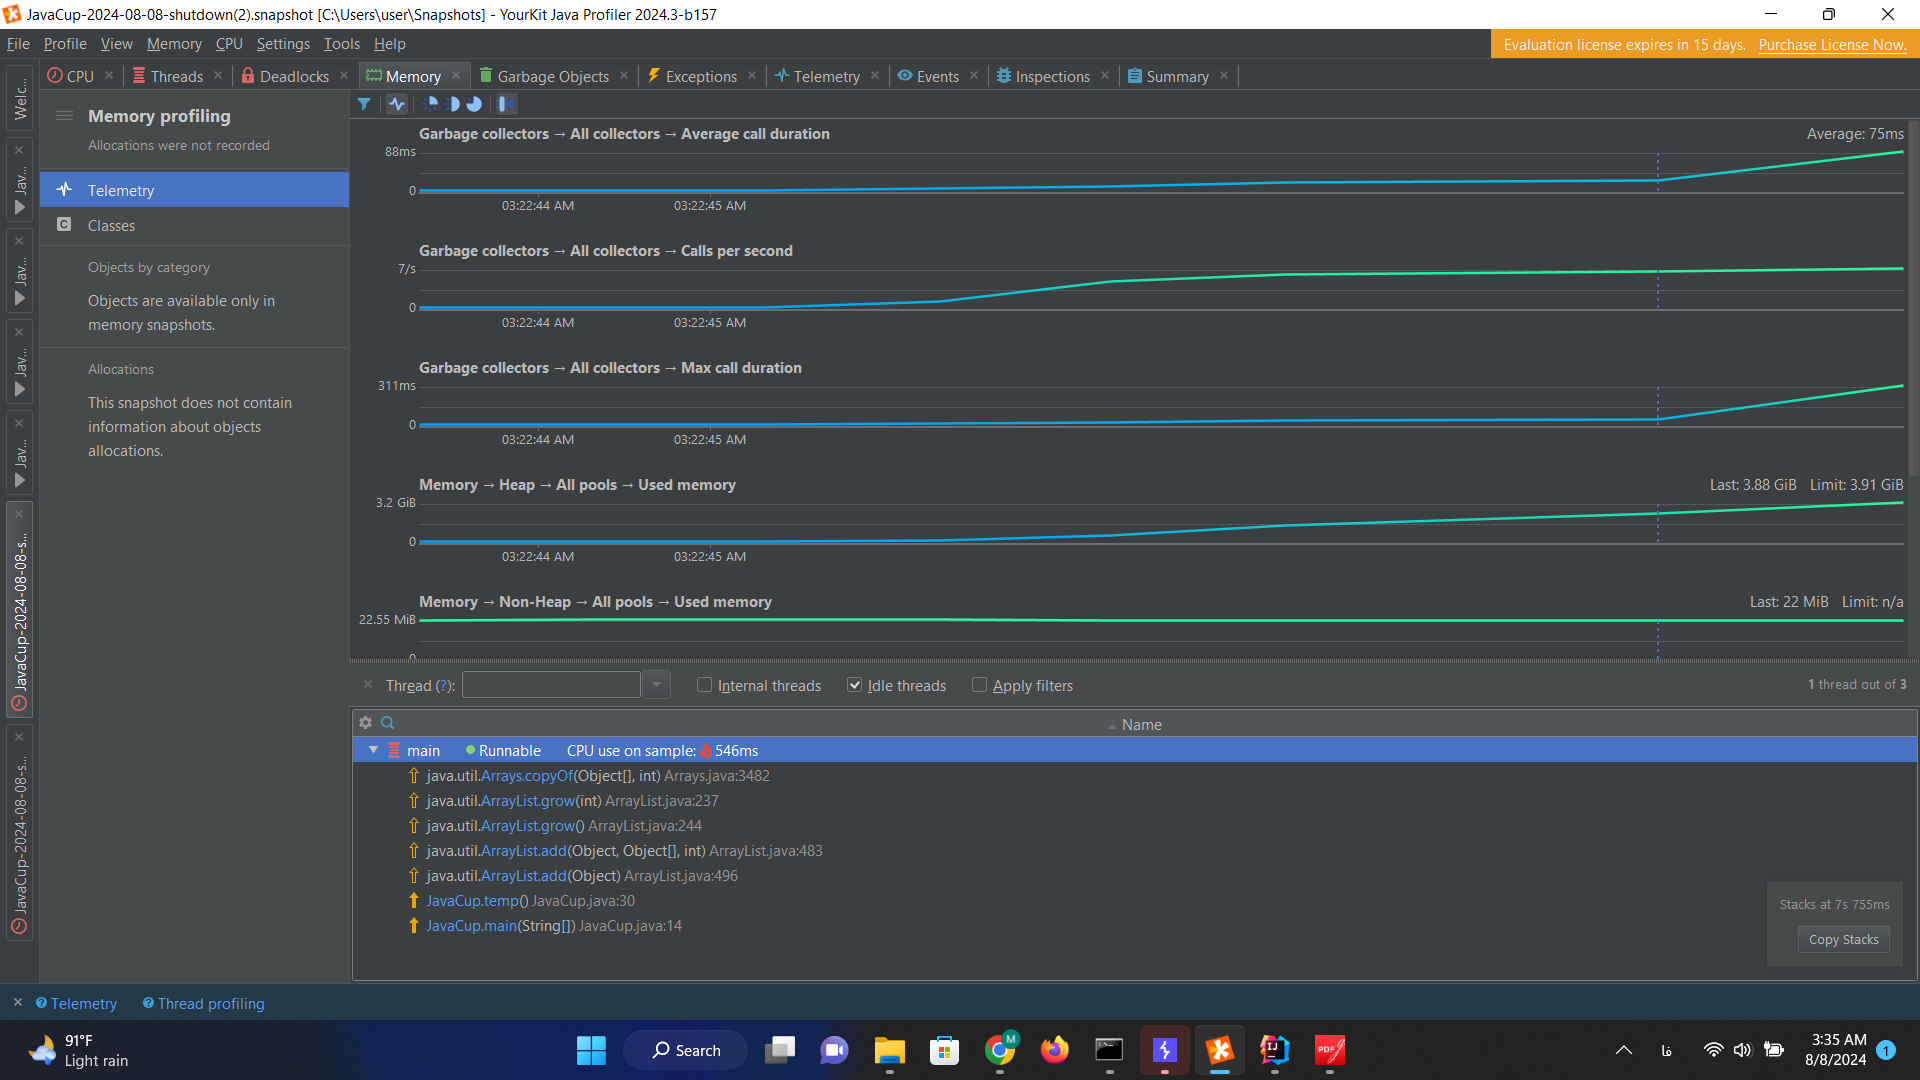 JavaCup-2024-08-08-shutdown(2).snapshot [C:\Users\user\Snapshots] - YourKit Java Profiler 2024.3-b157
File Profile View Memory CPU Settings Tools Help
Evaluation license expires in 15 days. Purchase License Now.
CPU Threads Deadlocks Memory Garbage Objects Exceptions Telemetry Events Inspections Summary
Welc...
Jav...
Jav...
Jav...
Jav...
JavaCup-2024-08-08-s...
JavaCup-2024-08-08-s...
Memory profiling
Allocations were not recorded
Telemetry
Classes
Objects by category
Objects are available only in
memory snapshots.
Allocations
This snapshot does not contain
information about objects
allocations.
Garbage collectors → All collectors → Average call duration
Average: 75ms
88ms
0
03:22:44 AM 03:22:45 AM
Garbage collectors → All collectors → Calls per second
7/s
0
03:22:44 AM 03:22:45 AM
Garbage collectors → All collectors → Max call duration
311ms
0
03:22:44 AM 03:22:45 AM
Memory → Heap → All pools → Used memory
Last: 3.88 GiB Limit: 3.91 GiB
3.2 GiB
0
03:22:44 AM 03:22:45 AM
Memory → Non-Heap → All pools → Used memory
Last: 22 MiB Limit: n/a
22.55 MiB
0
Thread (?): Internal threads Idle threads Apply filters 1 thread out of 3
Name
main Runnable CPU use on sample: 546ms
java.util.Arrays.copyOf(Object[], int) Arrays.java:3482
java.util.ArrayList.grow(int) ArrayList.java:237
java.util.ArrayList.grow() ArrayList.java:244
java.util.ArrayList.add(Object, Object[], int) ArrayList.java:483
java.util.ArrayList.add(Object) ArrayList.java:496
JavaCup.temp() JavaCup.java:30
JavaCup.main(String[]) JavaCup.java:14
Stacks at 7s 755ms
Copy Stacks
Telemetry Thread profiling
91°F
Light rain
Search
M
IJ
PDF
فا
3:35 AM
8/8/2024
1